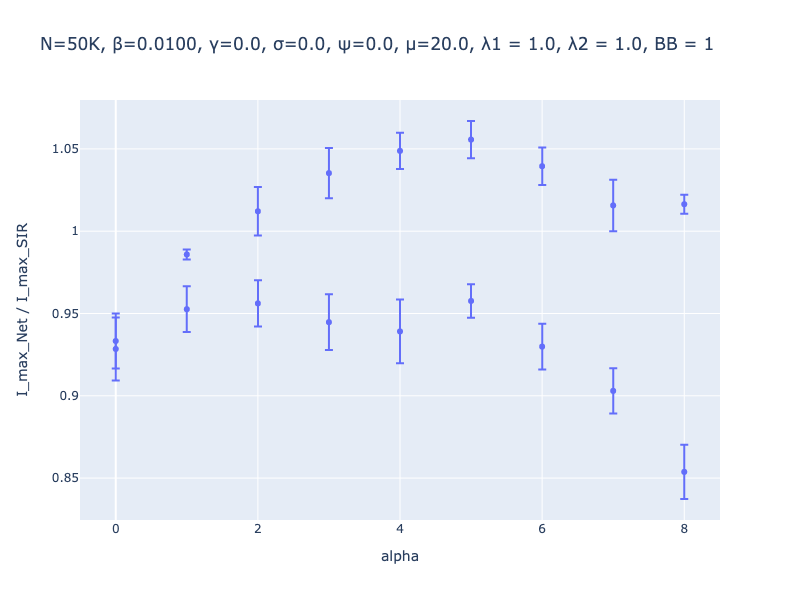 N=50K, β=0.0100, γ=0.0, σ=0.0, ψ=0.0, μ=20.0, λ1 = 1.0, λ2 = 1.0, BB = 1
1.05
1
0.95
0.9
0.85
I_max_Net / I_max_SIR
0 2 4 6 8
alpha